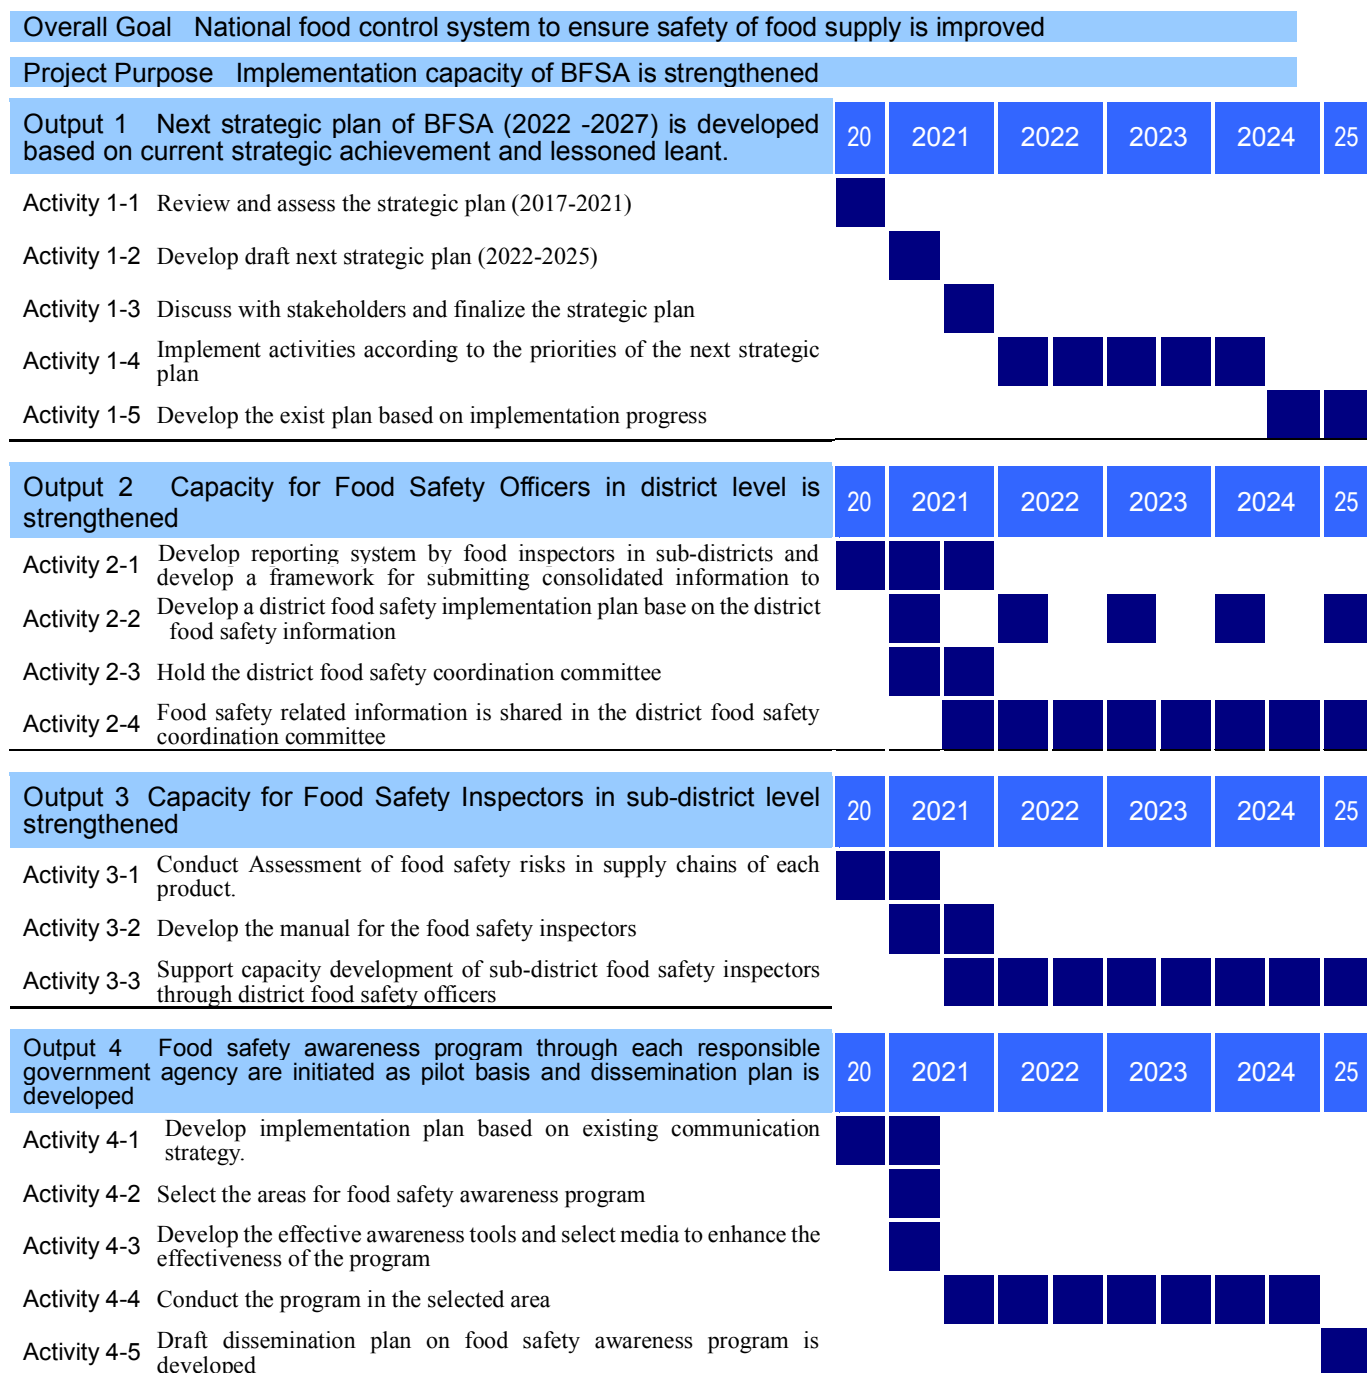 Overall Goal National food control system to ensure safety of food supply is improved
Project Purpose Implementation capacity of BFSA is strengthened
Output 1 Next strategic plan of BFSA (2022 -2027) is developed
based on current strategic achievement and lessoned leant.
20 2021 2022 2023 2024 25
Activity 1-1 Review and assess the strategic plan (2017-2021)
Activity 1-2 Develop draft next strategic plan (2022-2025)
Activity 1-3 Discuss with stakeholders and finalize the strategic plan
Activity 1-4 Implement activities according to the priorities of the next strategic
plan
Activity 1-5 Develop the exist plan based on implementation progress
Output 2 Capacity for Food Safety Officers in district level is
strengthened
20 2021 2022 2023 2024 25
Activity 2-1 Develop reporting system by food inspectors in sub-districts and
develop a framework for submitting consolidated information to
Activity 2-2 Develop a district food safety implementation plan base on the district
food safety information
Activity 2-3 Hold the district food safety coordination committee
Activity 2-4 Food safety related information is shared in the district food safety
coordination committee
Output 3 Capacity for Food Safety Inspectors in sub-district level
strengthened
20 2021 2022 2023 2024 25
Activity 3-1 Conduct Assessment of food safety risks in supply chains of each
product.
Activity 3-2 Develop the manual for the food safety inspectors
Activity 3-3 Support capacity development of sub-district food safety inspectors
through district food safety officers
Output 4 Food safety awareness program through each responsible
government agency are initiated as pilot basis and dissemination plan is
developed
20 2021 2022 2023 2024 25
Activity 4-1 Develop implementation plan based on existing communication
strategy.
Activity 4-2 Select the areas for food safety awareness program
Activity 4-3 Develop the effective awareness tools and select media to enhance the
effectiveness of the program
Activity 4-4 Conduct the program in the selected area
Activity 4-5 Draft dissemination plan on food safety awareness program is
developed